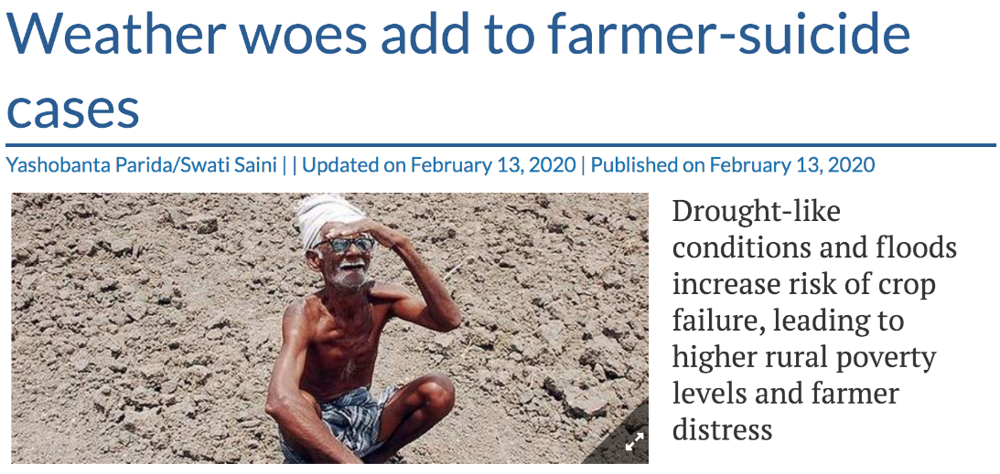 Weather woes add to farmer-suicide
cases
Yashobanta Parida/Swati Saini | | Updated on February 13, 2020 | Published on February 13, 2020
Drought-like
conditions and floods
increase risk of crop
failure, leading to
higher rural poverty
levels and farmer
distress